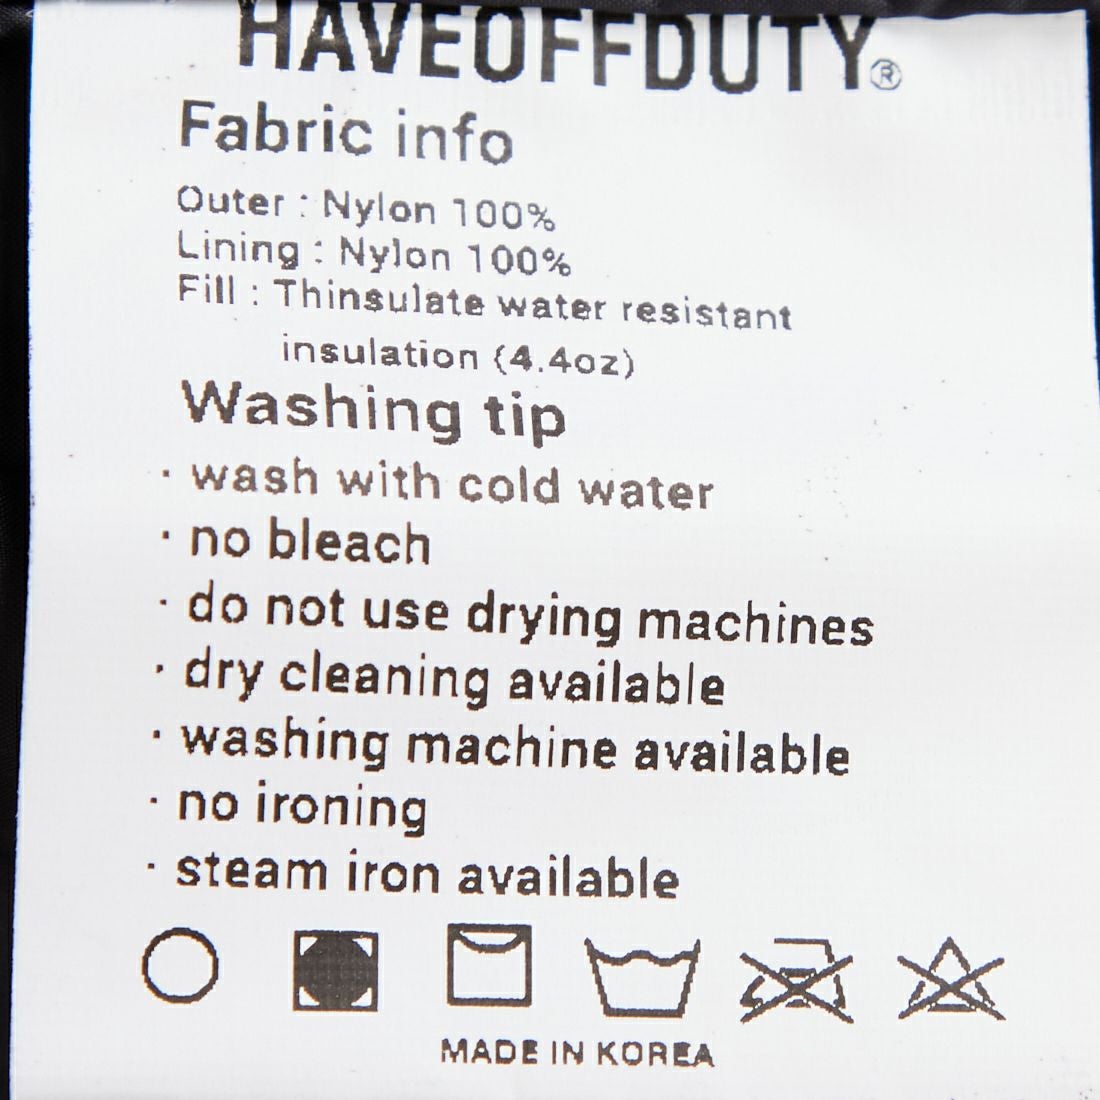 HAVEOFFDUTY®
Fabric info
Outer : Nylon 100%
Lining : Nylon 100%
Fill : Thinsulate water resistant
insulation (4.4oz)
Washing tip
· wash with cold water
· no bleach
· do not use drying machines
· dry cleaning available
· washing machine available
· no ironing
· steam iron available
MADE IN KOREA